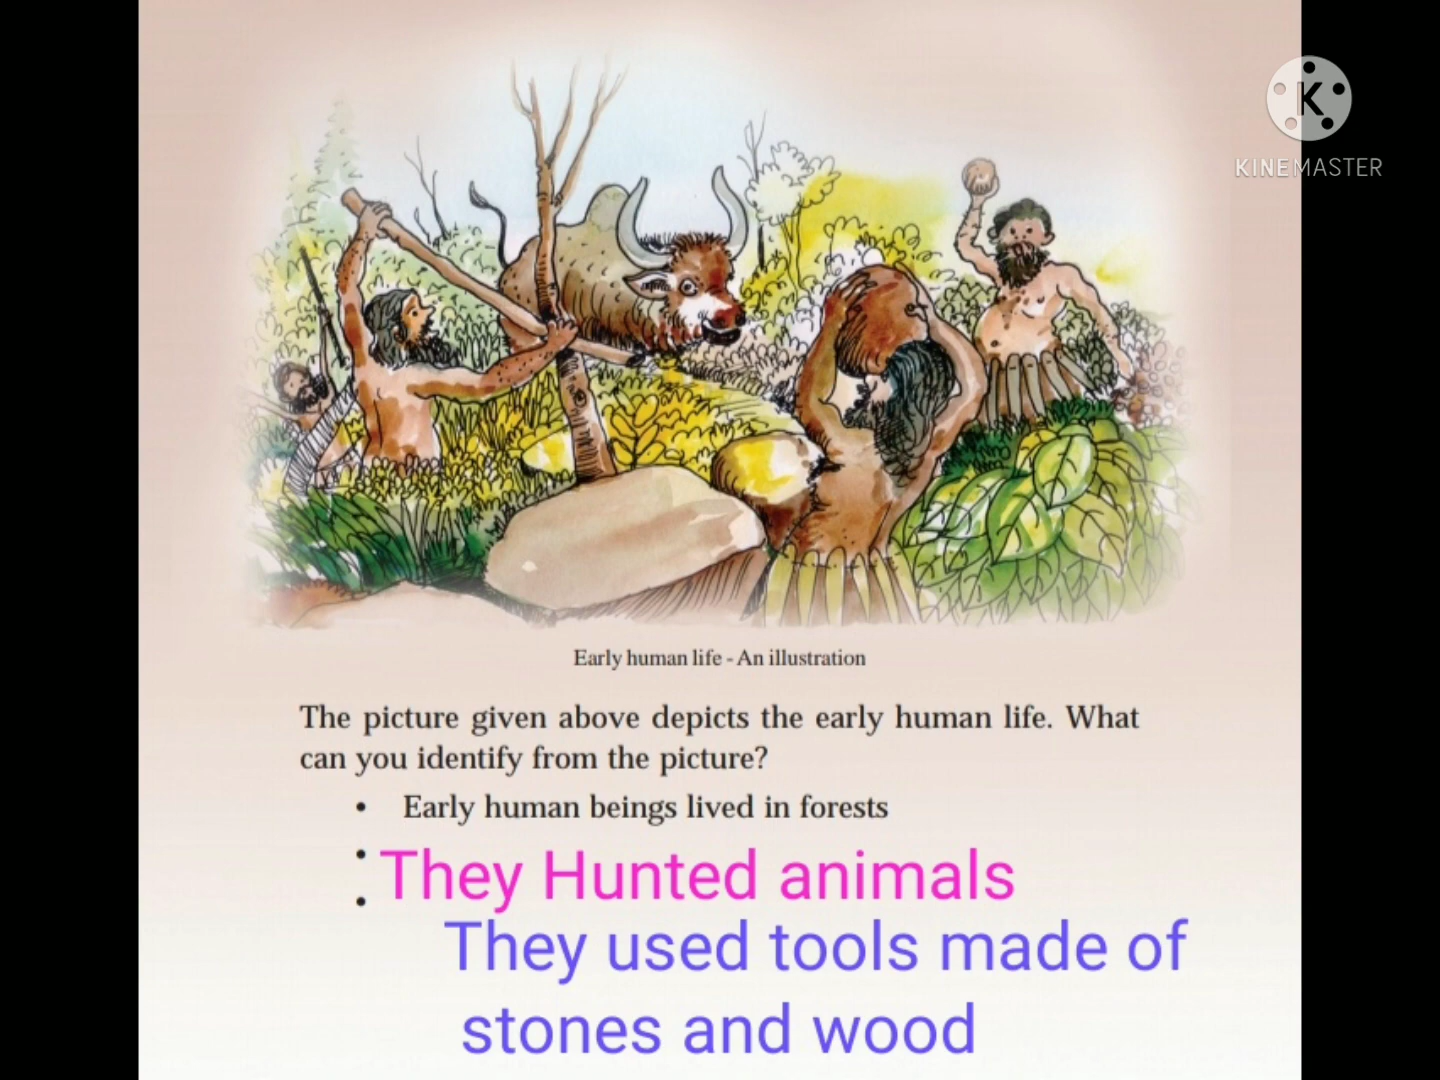 K
KINEMASTER
Early human life - An illustration
The picture given above depicts the early human life. What
can you identify from the picture?
• Early human beings lived in forests
• They Hunted animals
•
They used tools made of
stones and wood